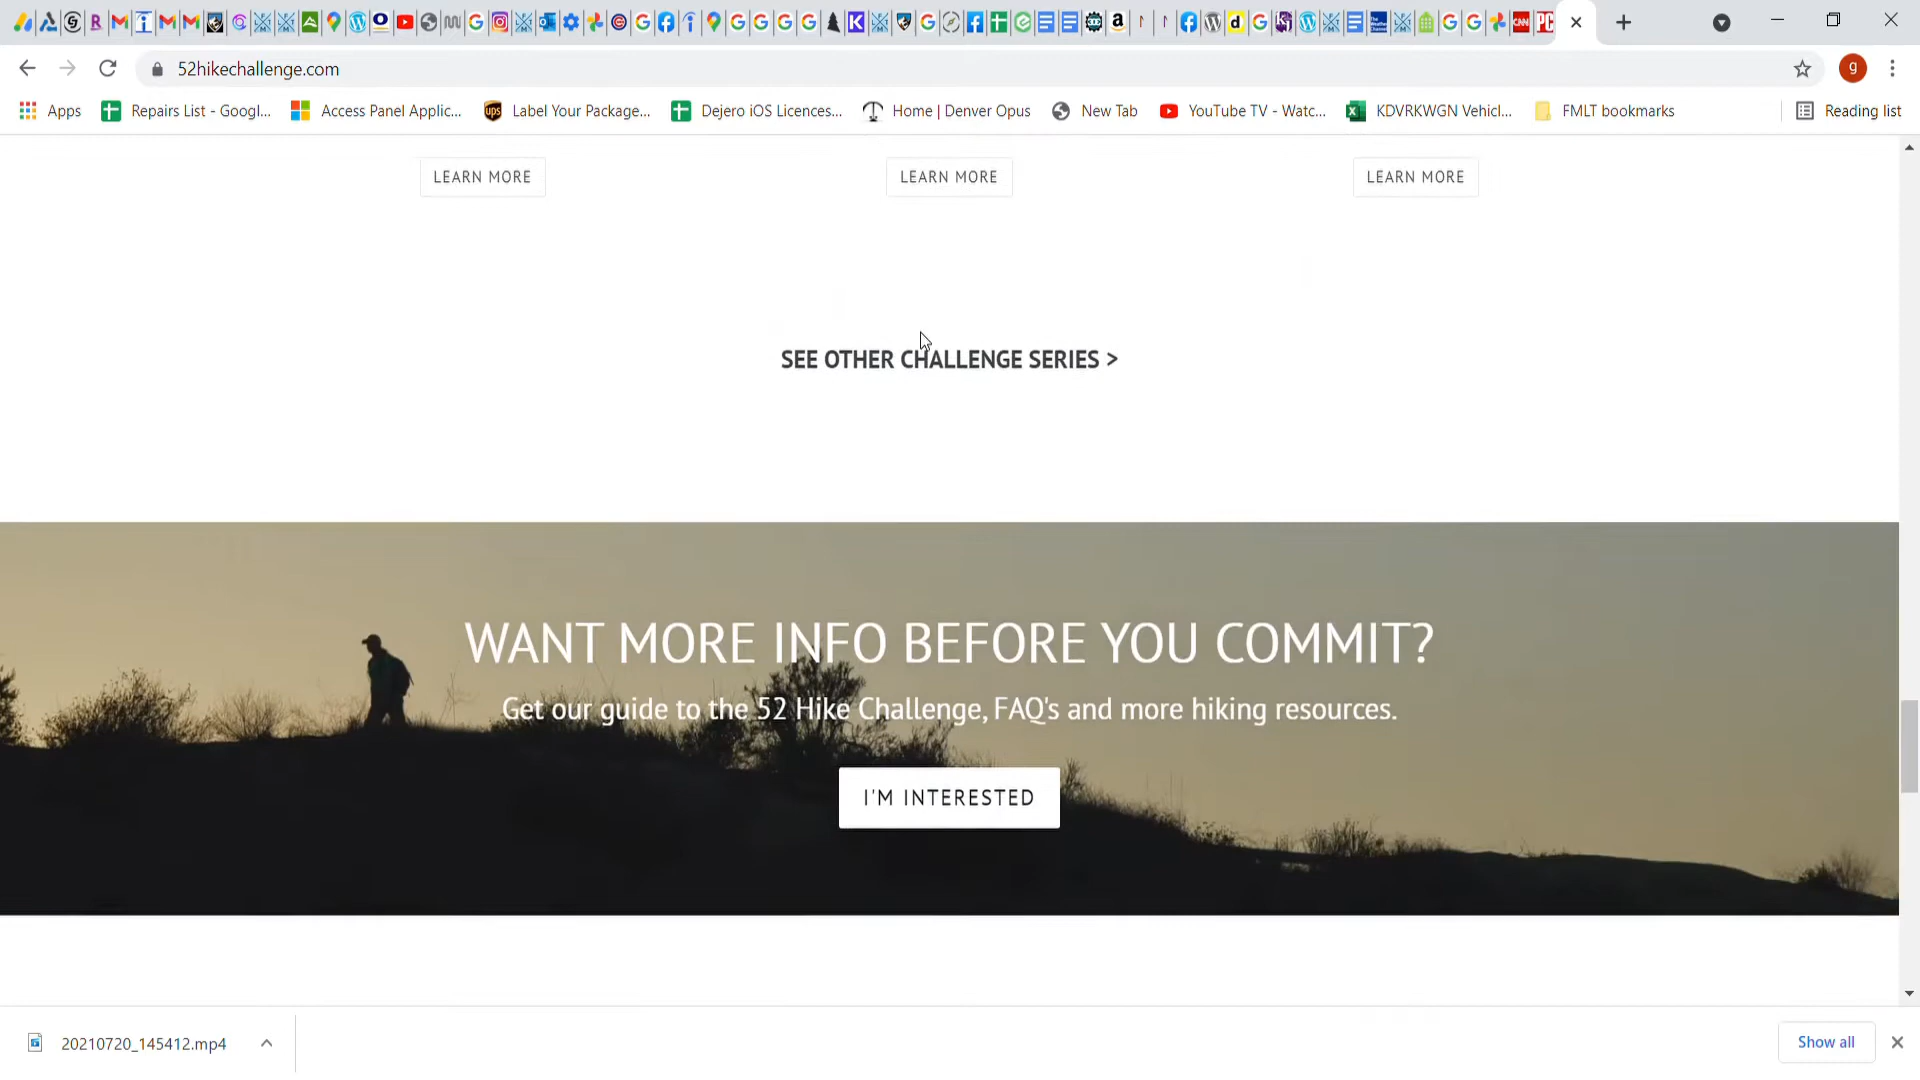 52hikechallenge.com
g
Apps
Repairs List - Googl...
Access Panel Applic...
Label Your Package...
Dejero iOS Licences...
Home | Denver Opus
New Tab
YouTube TV - Watc...
KDVRKWGN Vehicl...
FMLT bookmarks
Reading list
LEARN MORE
LEARN MORE
LEARN MORE
SEE OTHER CHALLENGE SERIES >
WANT MORE INFO BEFORE YOU COMMIT?
Get our guide to the 52 Hike Challenge, FAQ's and more hiking resources.
I'M INTERESTED
20210720_145412.mp4
Show all